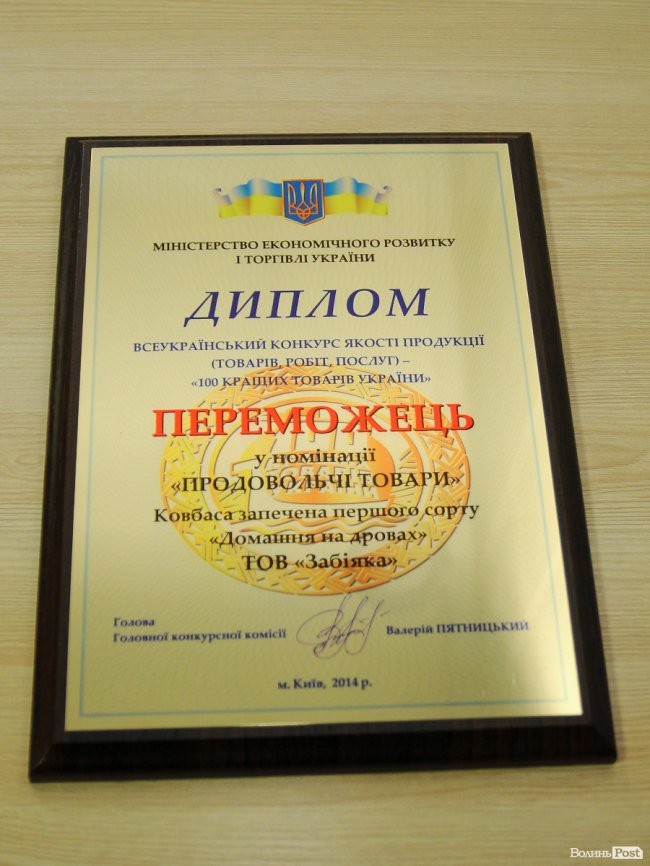 МІНІСТЕРСТВО ЕКОНОМІЧНОГО РОЗВИТКУ
І ТОРГІВЛІ УКРАЇНИ
ДИПЛОМ
ВСЕУКРАЇНСЬКИЙ КОНКУРС ЯКОСТІ ПРОДУКЦІЇ
(ТОВАРІВ, РОБІТ, ПОСЛУГ) –
«100 КРАЩИХ ТОВАРІВ УКРАЇНИ»
ПЕРЕМОЖЕЦЬ
у номінації
«ПРОДОВОЛЬЧІ ТОВАРИ»
Ковбаса запечена першого сорту
«Домашня на дровах»
ТОВ «Забіяка»
Голова
Головної конкурсної комісії
Валерій ПЯТНИЦЬКИЙ
м. Київ, 2014 р.
ВолиньPost